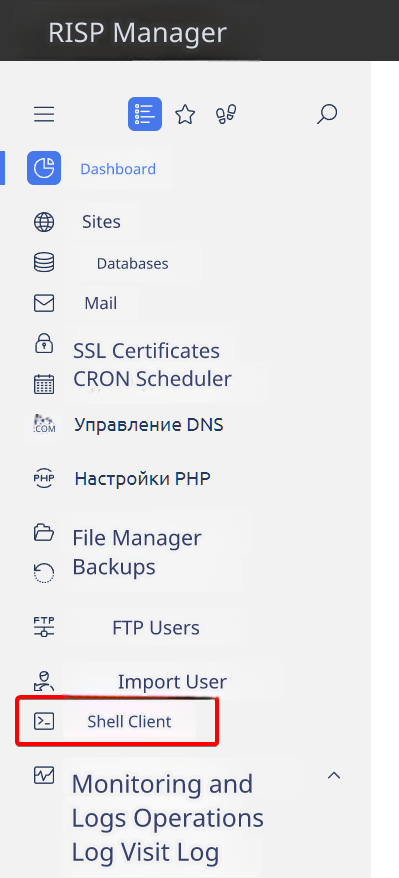 RISP Manager
Dashboard
Sites
Databases
Mail
SSL Certificates
CRON Scheduler
.COM
Управление DNS
PHP
Настройки PHP
File Manager
Backups
FTP
FTP Users
Import User
Shell Client
Monitoring and
Logs Operations
Log Visit Log